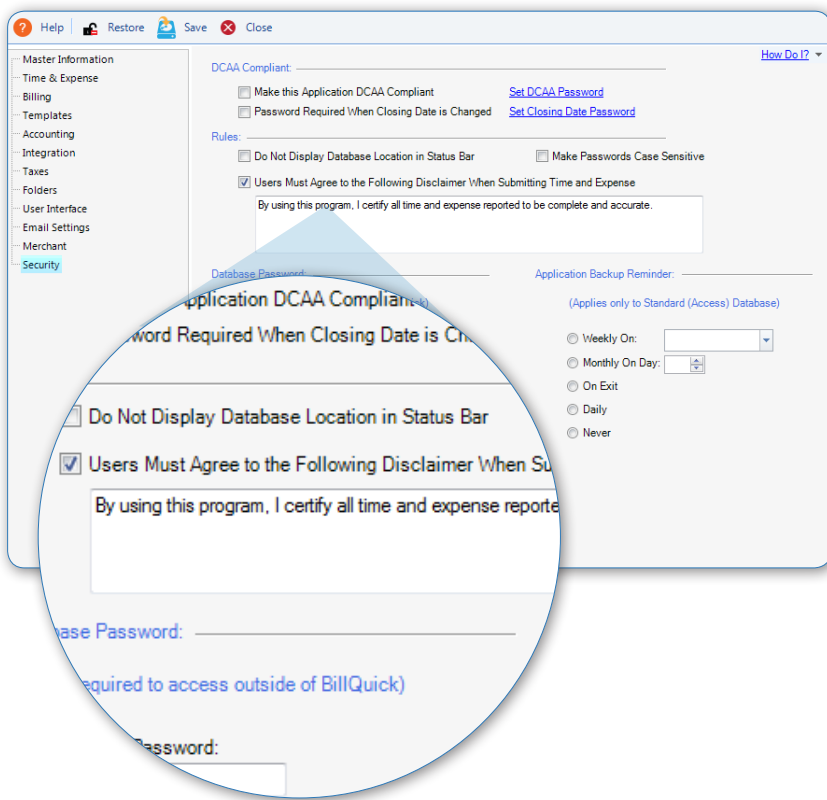 Help Restore Save Close
How Do I?
Master Information
Time & Expense
Billing
Templates
Accounting
Integration
Taxes
Folders
User Interface
Email Settings
Merchant
Security
DCAA Compliant:
Make this Application DCAA Compliant Set DCAA Password
Password Required When Closing Date is Changed Set Closing Date Password
Rules:
Do Not Display Database Location in Status Bar Make Passwords Case Sensitive
Users Must Agree to the Following Disclaimer When Submitting Time and Expense
By using this program, I certify all time and expense reported to be complete and accurate.
Database Password: Application Backup Reminder:
(Applies only to Standard (Access) Database)
Weekly On:
Monthly On Day:
On Exit
Daily
Never
Application DCAA Compliant
Required When Closing Date is
Do Not Display Database Location in Status Bar
Users Must Agree to the Following Disclaimer When
By using this program, I certify all time and expense reporte
base Password:
equired to access outside of BillQuick)
Password: